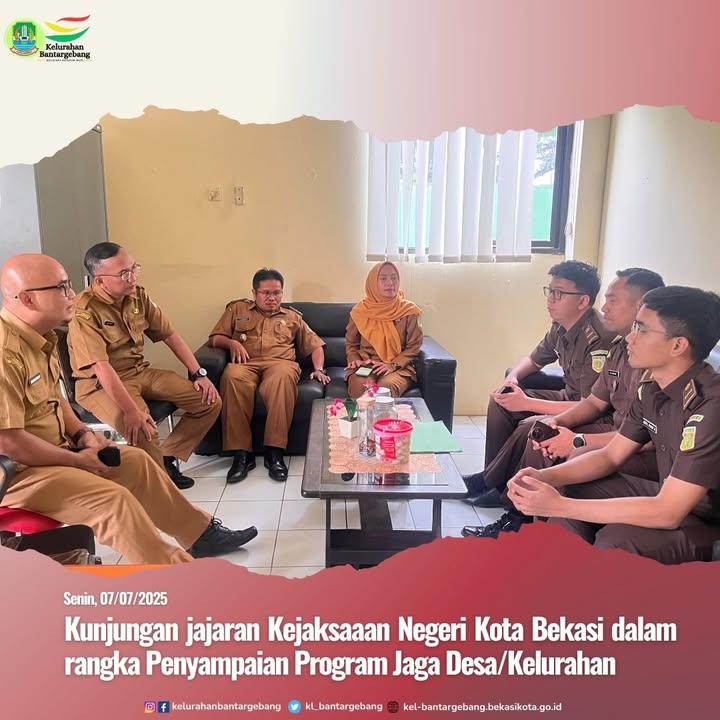 Kelurahan
Bantargebang
Senin, 07/07/2025
Kunjungan jajaran Kejaksaaan Negeri Kota Bekasi dalam
rangka Penyampaian Program Jaga Desa/Kelurahan
kelurahanbantargebang
kl_bantargebang
kel-bantargebang.bekasikota.go.id